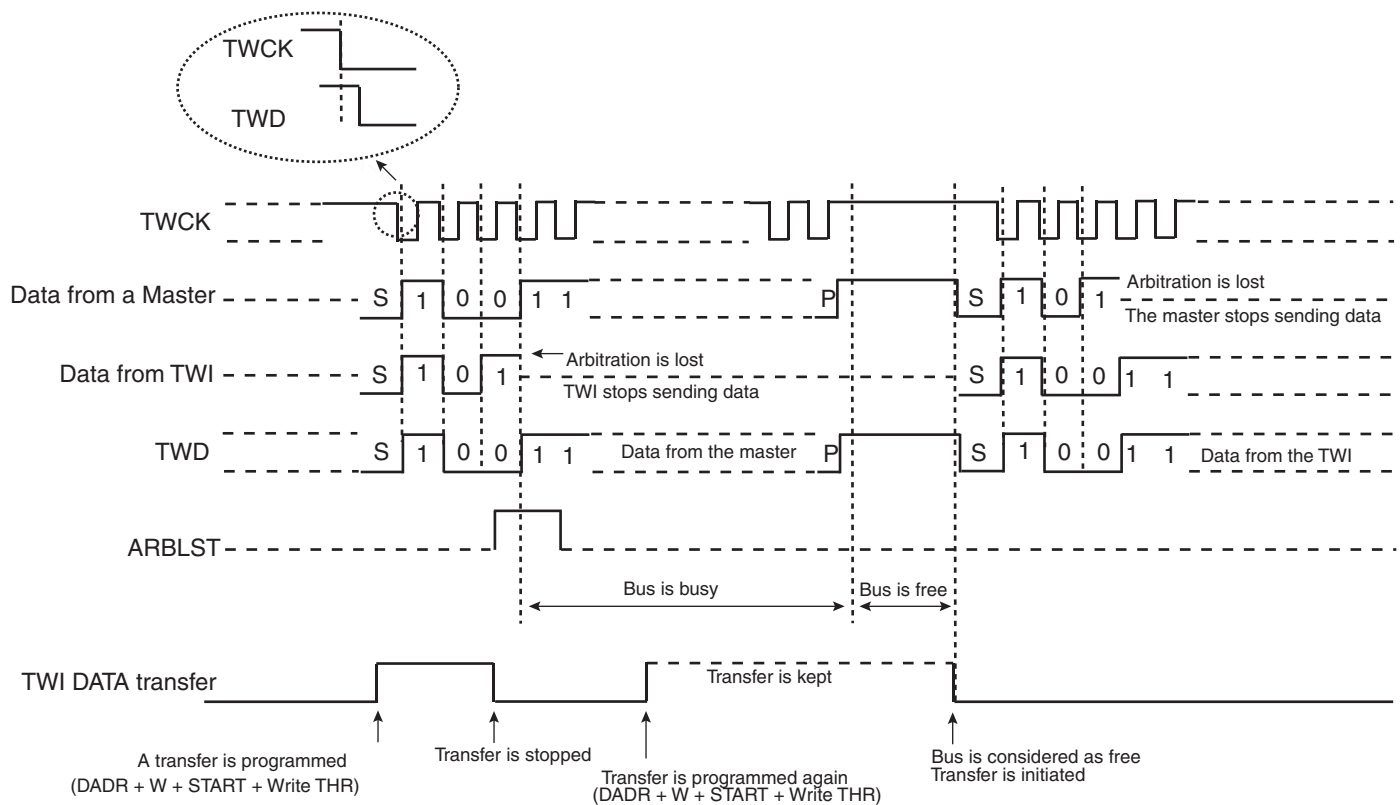 TWCK
TWD
TWCK
Data from a Master S 1 0 0 1 1 P S 1 0 1 Arbitration is lost
The master stops sending data
Data from TWI S 1 0 1 Arbitration is lost
TWI stops sending data
S 1 0 0 1 1
TWD S 1 0 0 1 1 Data from the master P S 1 0 0 1 1 Data from the TWI
ARBLST
Bus is busy Bus is free
TWI DATA transfer Transfer is kept
A transfer is programmed
(DADR + W + START + Write THR)
Transfer is stopped
Transfer is programmed again
(DADR + W + START + Write THR)
Bus is considered as free
Transfer is initiated